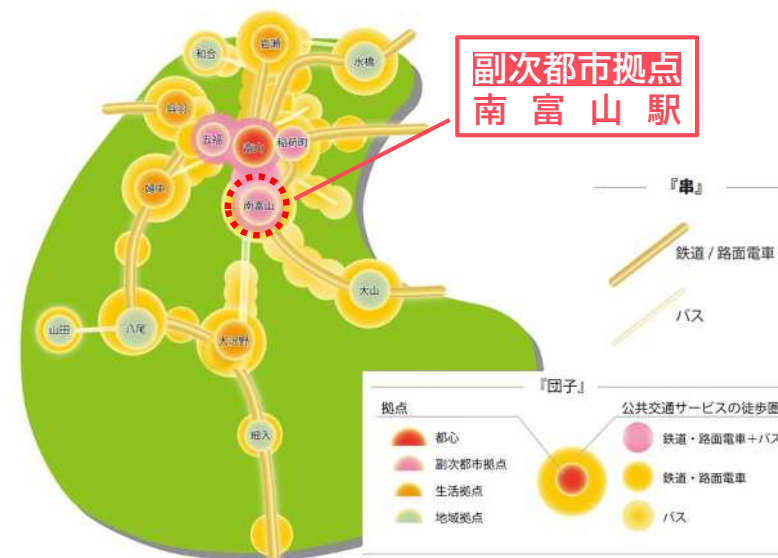 和合
岩瀬
水橋
副次都市拠点
南富山駅
呉羽
五福
富山
稲荷町
婦中
南富山
『串』
鉄道 / 路面電車
大山
バス
山田
八尾
大沢野
『団子』
拠点
公共交通サービスの徒歩圏
都心
鉄道・路面電車+バス
副次都市拠点
細入
生活拠点
鉄道・路面電車
地域拠点
バス